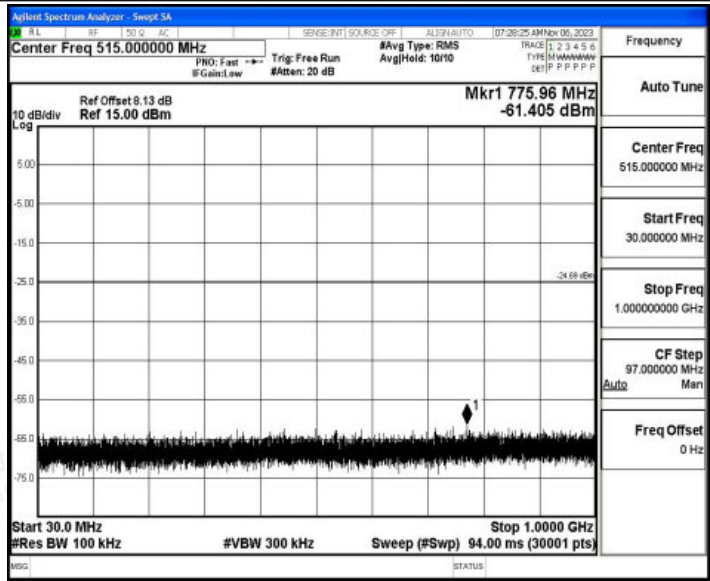 Agilent Spectrum Analyzer - Swept SA
RL RF 50 Ω AC SENSE:INT SOURCE OFF ALIGN AUTO 07:28:25 AM Nov 06, 2023
Center Freq 515.000000 MHz
PNO: Fast
IFGain:Low
Trig: Free Run
#Atten: 20 dB
#Avg Type: RMS
Avg|Hold: 10/10
TRACE 1 2 3 4 5 6
TYPE MWWWWW
DET P P P P P P
Frequency
Mkr1 775.96 MHz
-61.405 dBm
Ref Offset 8.13 dB
10 dB/div Ref 15.00 dBm
Log
5.00
-5.00
-15.0
-25.0
-35.0
-45.0
-55.0
-65.0
-75.0
-24.69 dBm
1
Start 30.0 MHz
Stop 1.0000 GHz
#Res BW 100 kHz
#VBW 300 kHz
Sweep (#Swp) 94.00 ms (30001 pts)
MSG
STATUS
Auto Tune
Center Freq
515.000000 MHz
Start Freq
30.000000 MHz
Stop Freq
1.000000000 GHz
CF Step
97.000000 MHz
Auto Man
Freq Offset
0 Hz